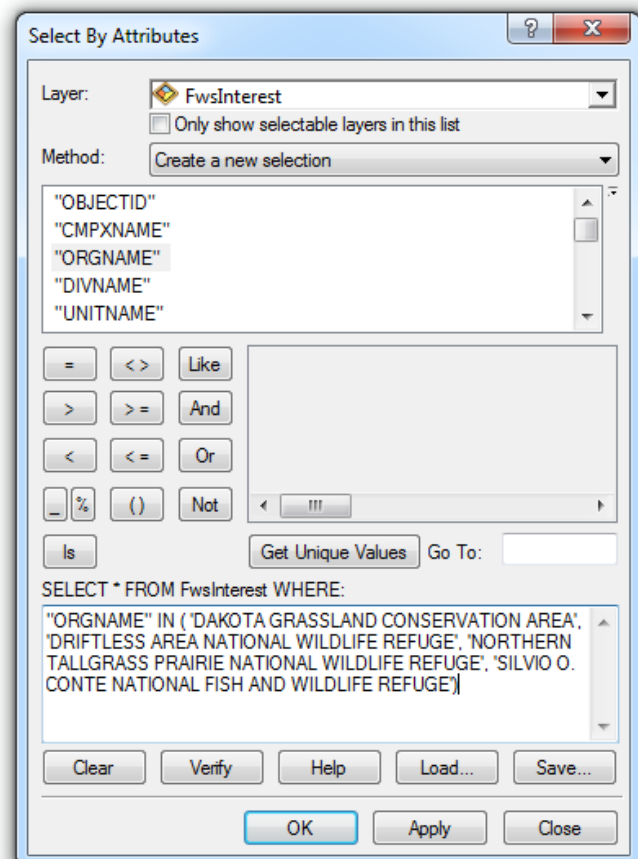 Select By Attributes
? X
Layer: FwsInterest
Only show selectable layers in this list
Method: Create a new selection
"OBJECTID"
"CMPXNAME"
"ORGNAME"
"DIVNAME"
"UNITNAME"
= < > Like
> > = And
< < = Or
_ % ( ) Not
Is Get Unique Values Go To:
SELECT * FROM FwsInterest WHERE:
"ORGNAME" IN ( 'DAKOTA GRASSLAND CONSERVATION AREA',
'DRIFTLESS AREA NATIONAL WILDLIFE REFUGE', 'NORTHERN
TALLGRASS PRAIRIE NATIONAL WILDLIFE REFUGE', 'SILVIO O.
CONTE NATIONAL FISH AND WILDLIFE REFUGE')
Clear Verify Help Load... Save...
OK Apply Close